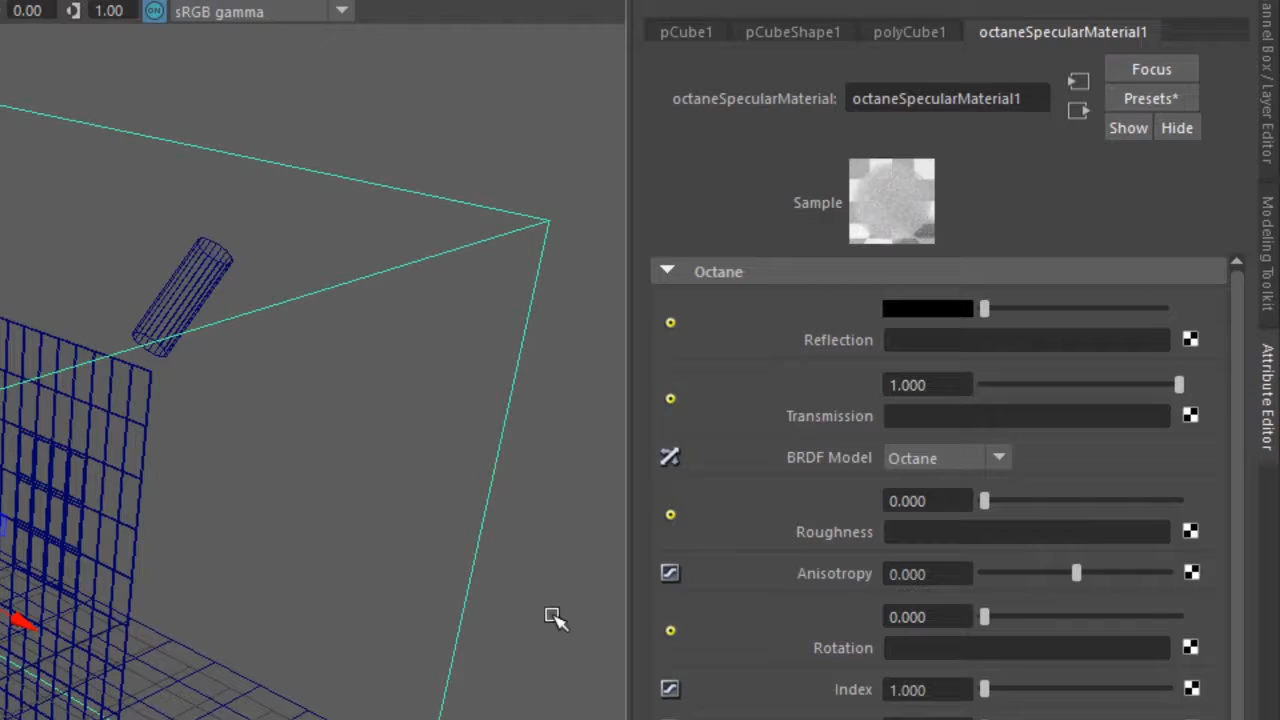 0.00 1.00 ON sRGB gamma
pCube1 pCubeShape1 polyCube1 octaneSpecularMaterial1
octaneSpecularMaterial: octaneSpecularMaterial1
Focus
Presets*
Show Hide
Sample
Octane
Reflection
1.000
Transmission
BRDF Model Octane
0.000
Roughness
Anisotropy 0.000
0.000
Rotation
Index 1.000
annel Box / Layer Editor
Modeling Toolkit
Attribute Editor